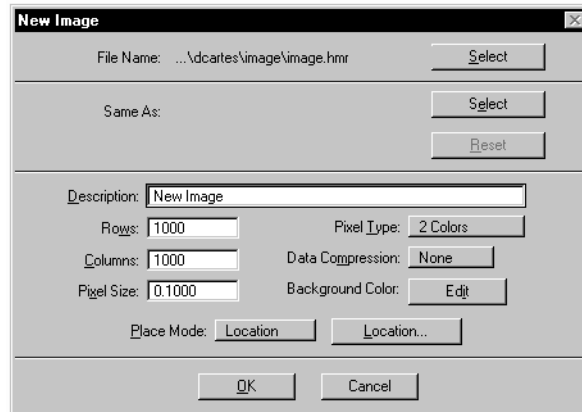 New Image
File Name: ...\dcartes\image\image.hmr Select
Same As: Select
Reset
Description: New Image
Rows: 1000 Pixel Type: 2 Colors
Columns: 1000 Data Compression: None
Pixel Size: 0.1000 Background Color: Edit
Place Mode: Location Location...
OK Cancel